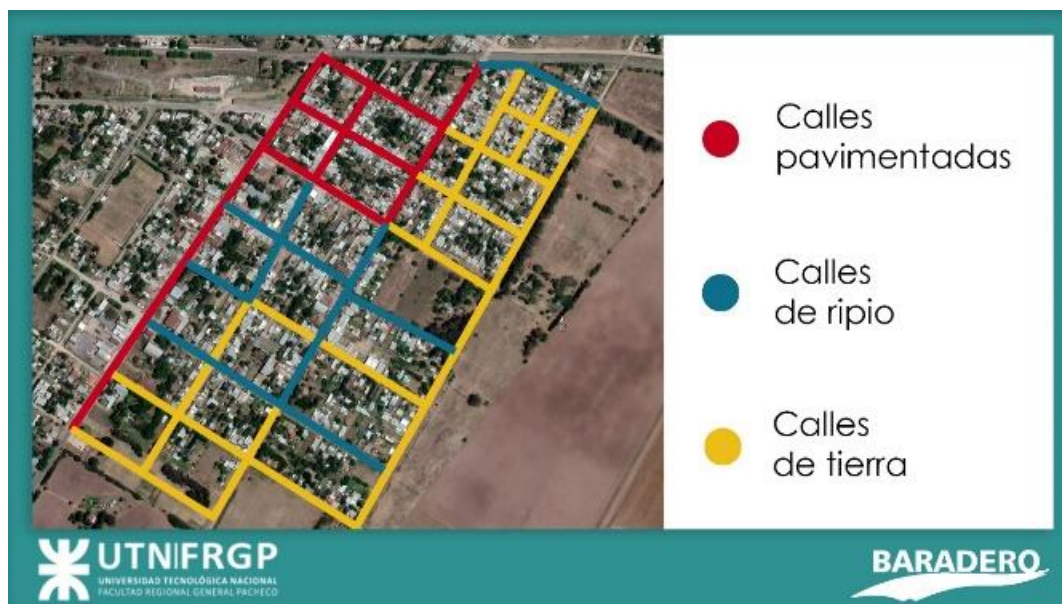 Calles
pavimentadas
Calles
de ripio
Calles
de tierra
UTN|FRGP
UNIVERSIDAD TECNOLÓGICA NACIONAL
FACULTAD REGIONAL GENERAL PACHECO
BARADERO